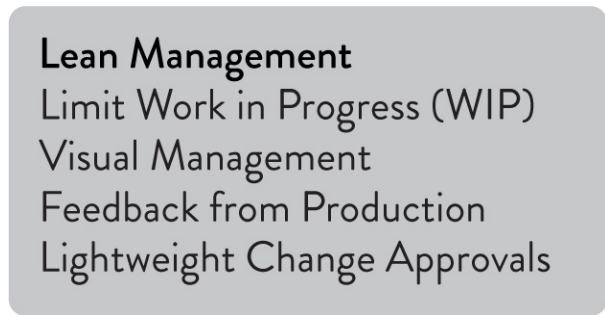 Lean Management
Limit Work in Progress (WIP)
Visual Management
Feedback from Production
Lightweight Change Approvals